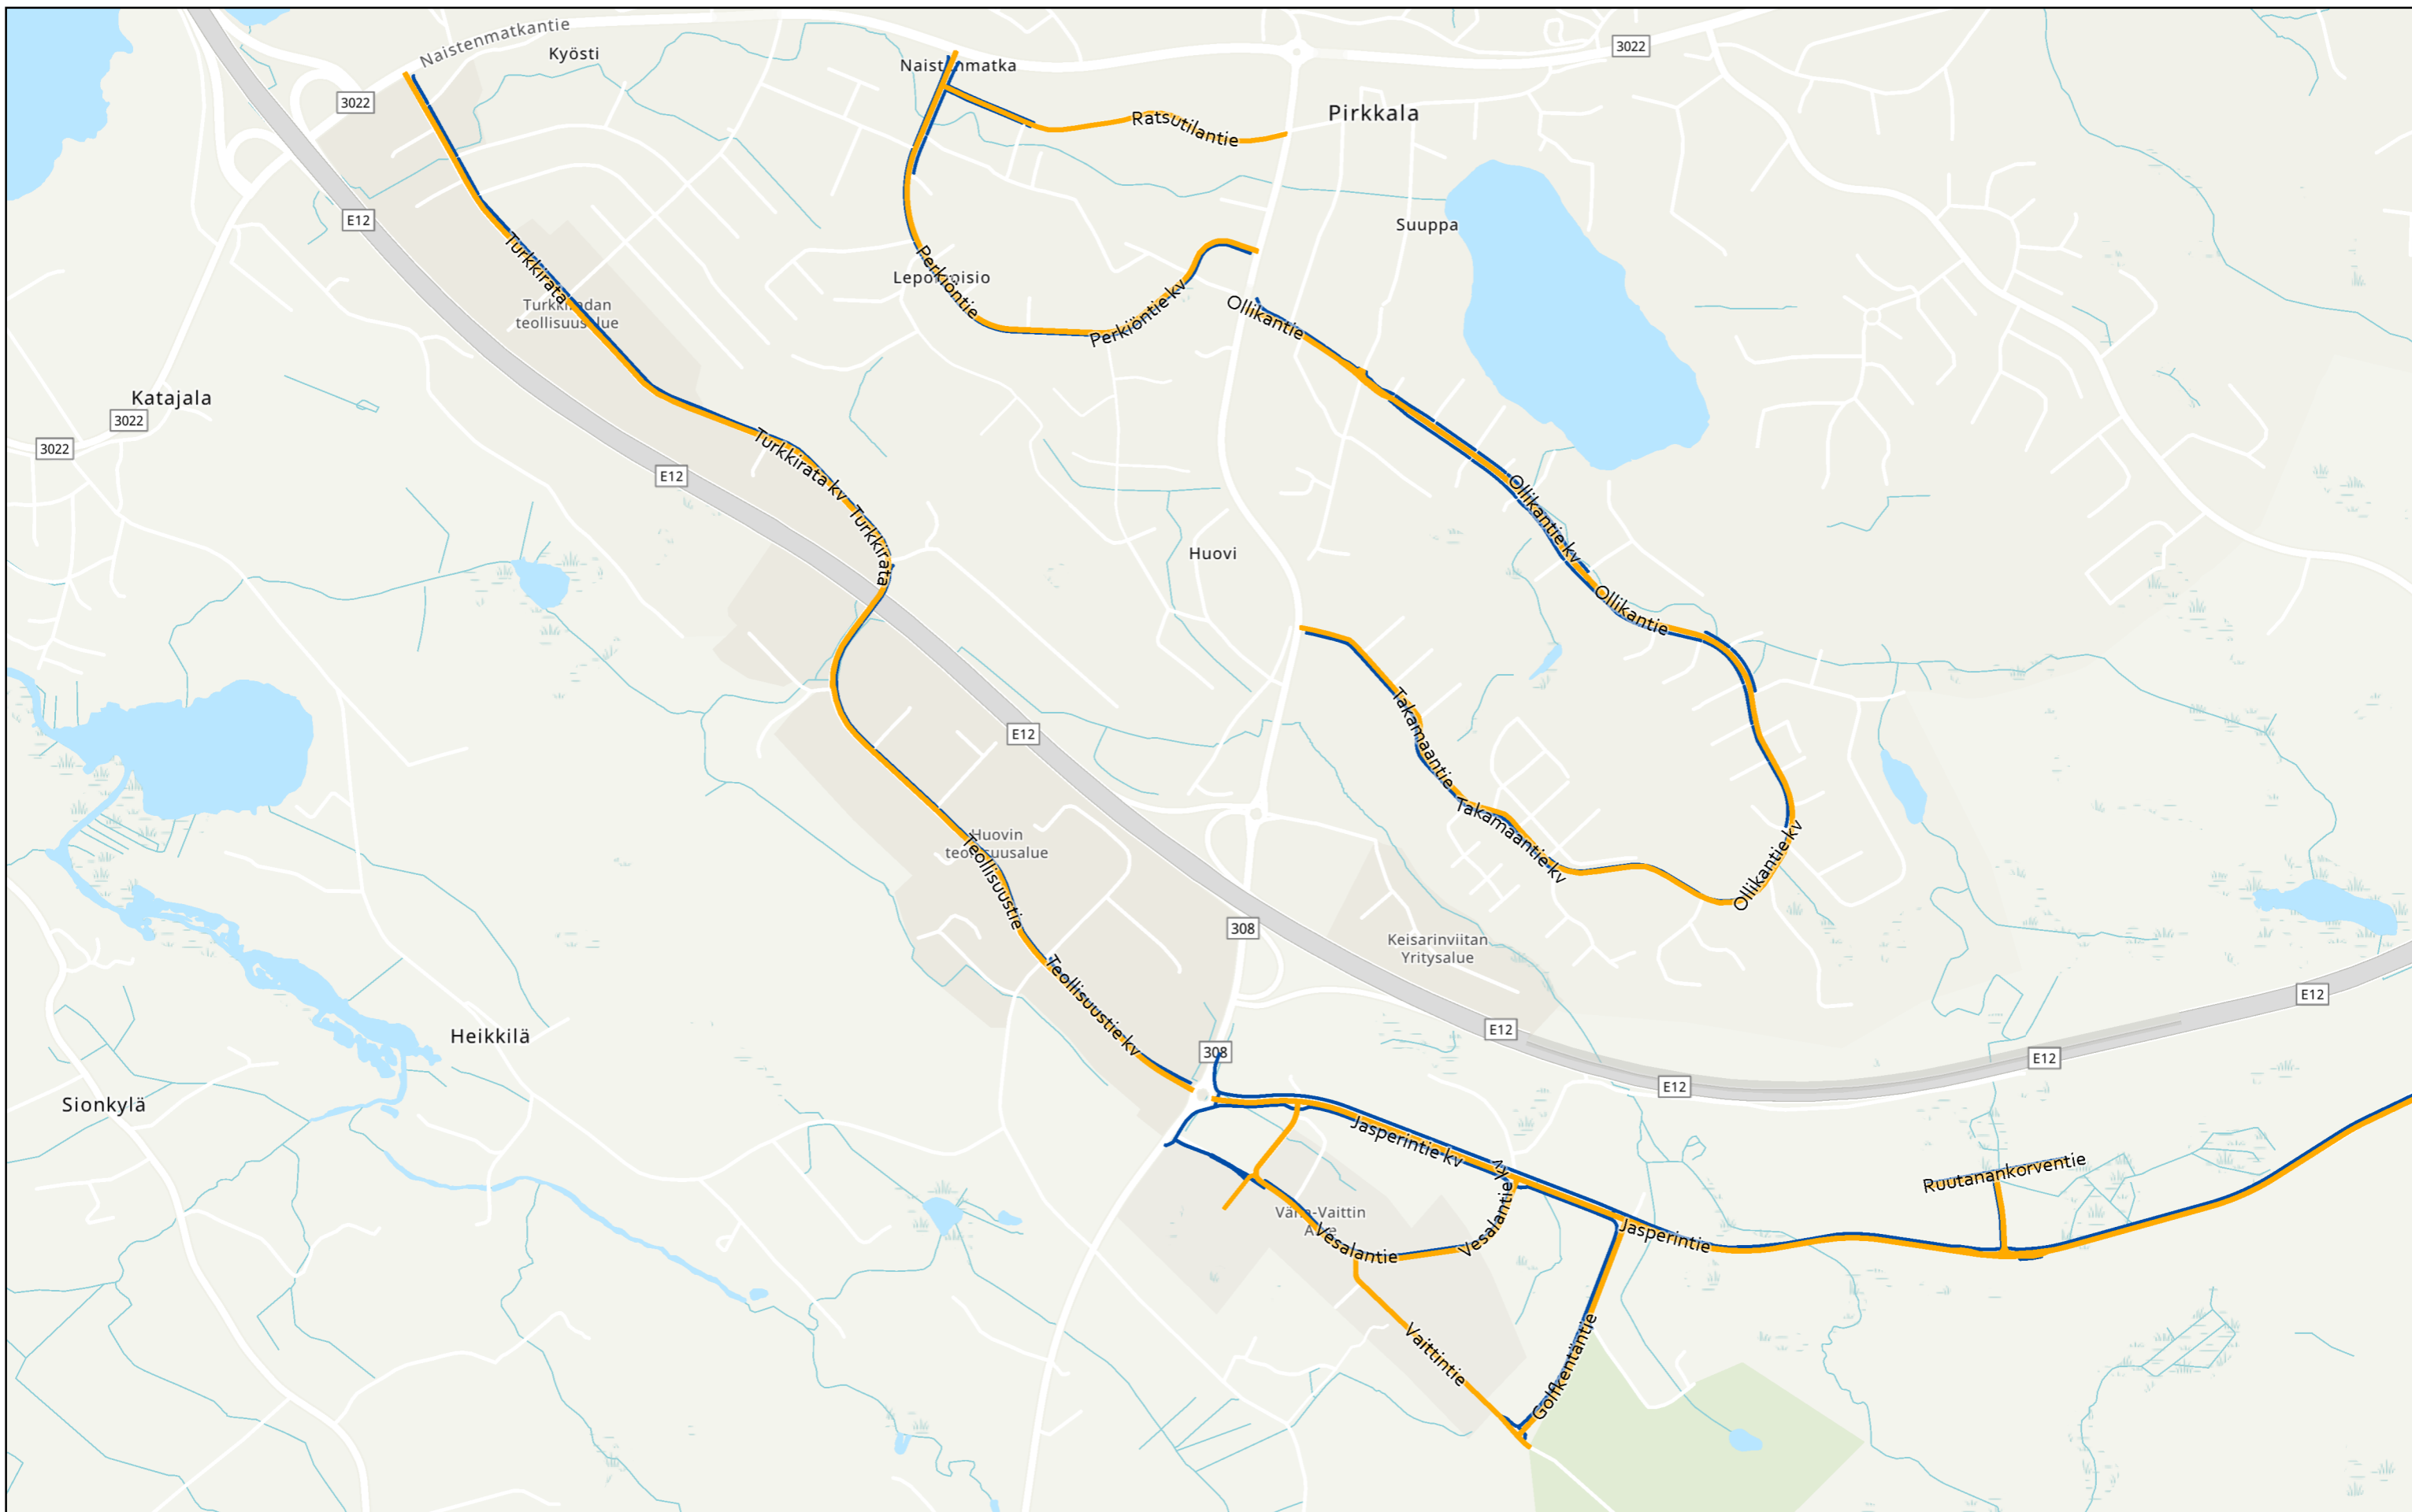 Naistenmatkantie
Kyösti
3022
3022
Naistenmatka
Ratsutilantie
Pirkkala
E12
Suuppa
Turkkirata
Perkiöntie
Perkiöntie kv
Ollikantie
Turkkiradan
teollisuusalue
Katajala
3022
3022
E12
Turkkirata kv
Turkkirata
Ollikantie kv
Huovi
Ollikantie
Takamaantie
E12
Takamaantie kv
Ollikantie kv
Huovin
teollisuusalue
Teollisuustie
308
Keisarinviitan
Yritysalue
Teollisuustie kv
E12
E12
E12
E12
Heikkilä
308
Sionkylä
Jasperintie kv
Vesalantie kv
Ruutanankorventie
Vesalantie
Jasperintie
Vaittintie
Golfkentäntie